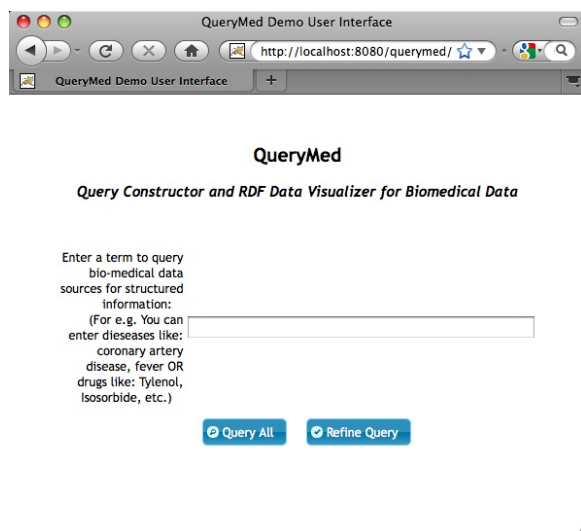 QueryMed Demo User Interface
http://localhost:8080/querymed/
QueryMed Demo User Interface
+
QueryMed
Query Constructor and RDF Data Visualizer for Biomedical Data
Enter a term to query
bio-medical data
sources for structured
information:
(For e.g. You can
enter dieseases like:
coronary artery
disease, fever OR
drugs like: Tylenol,
Isosorbide, etc.)
Query All
Refine Query